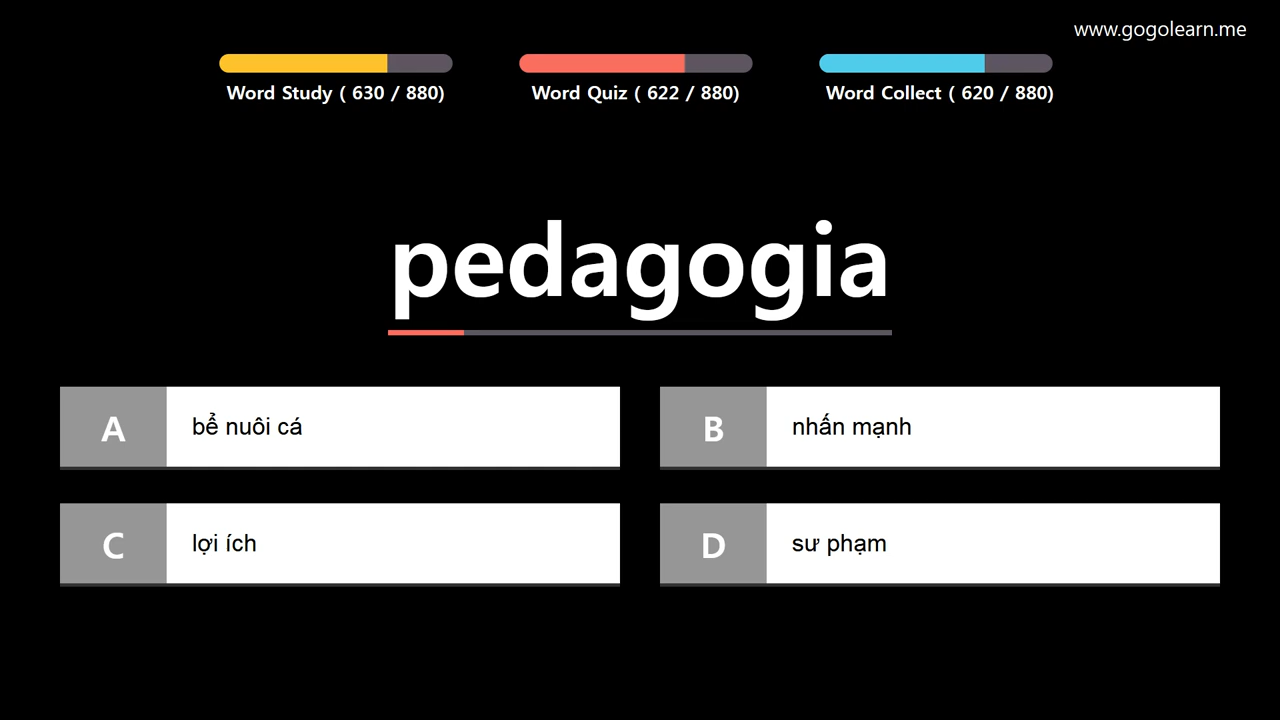 www.gogolearn.me
Word Study ( 630 / 880)
Word Quiz ( 622 / 880)
Word Collect ( 620 / 880)
pedagogia
A
bể nuôi cá
B
nhấn mạnh
C
lợi ích
D
sư phạm